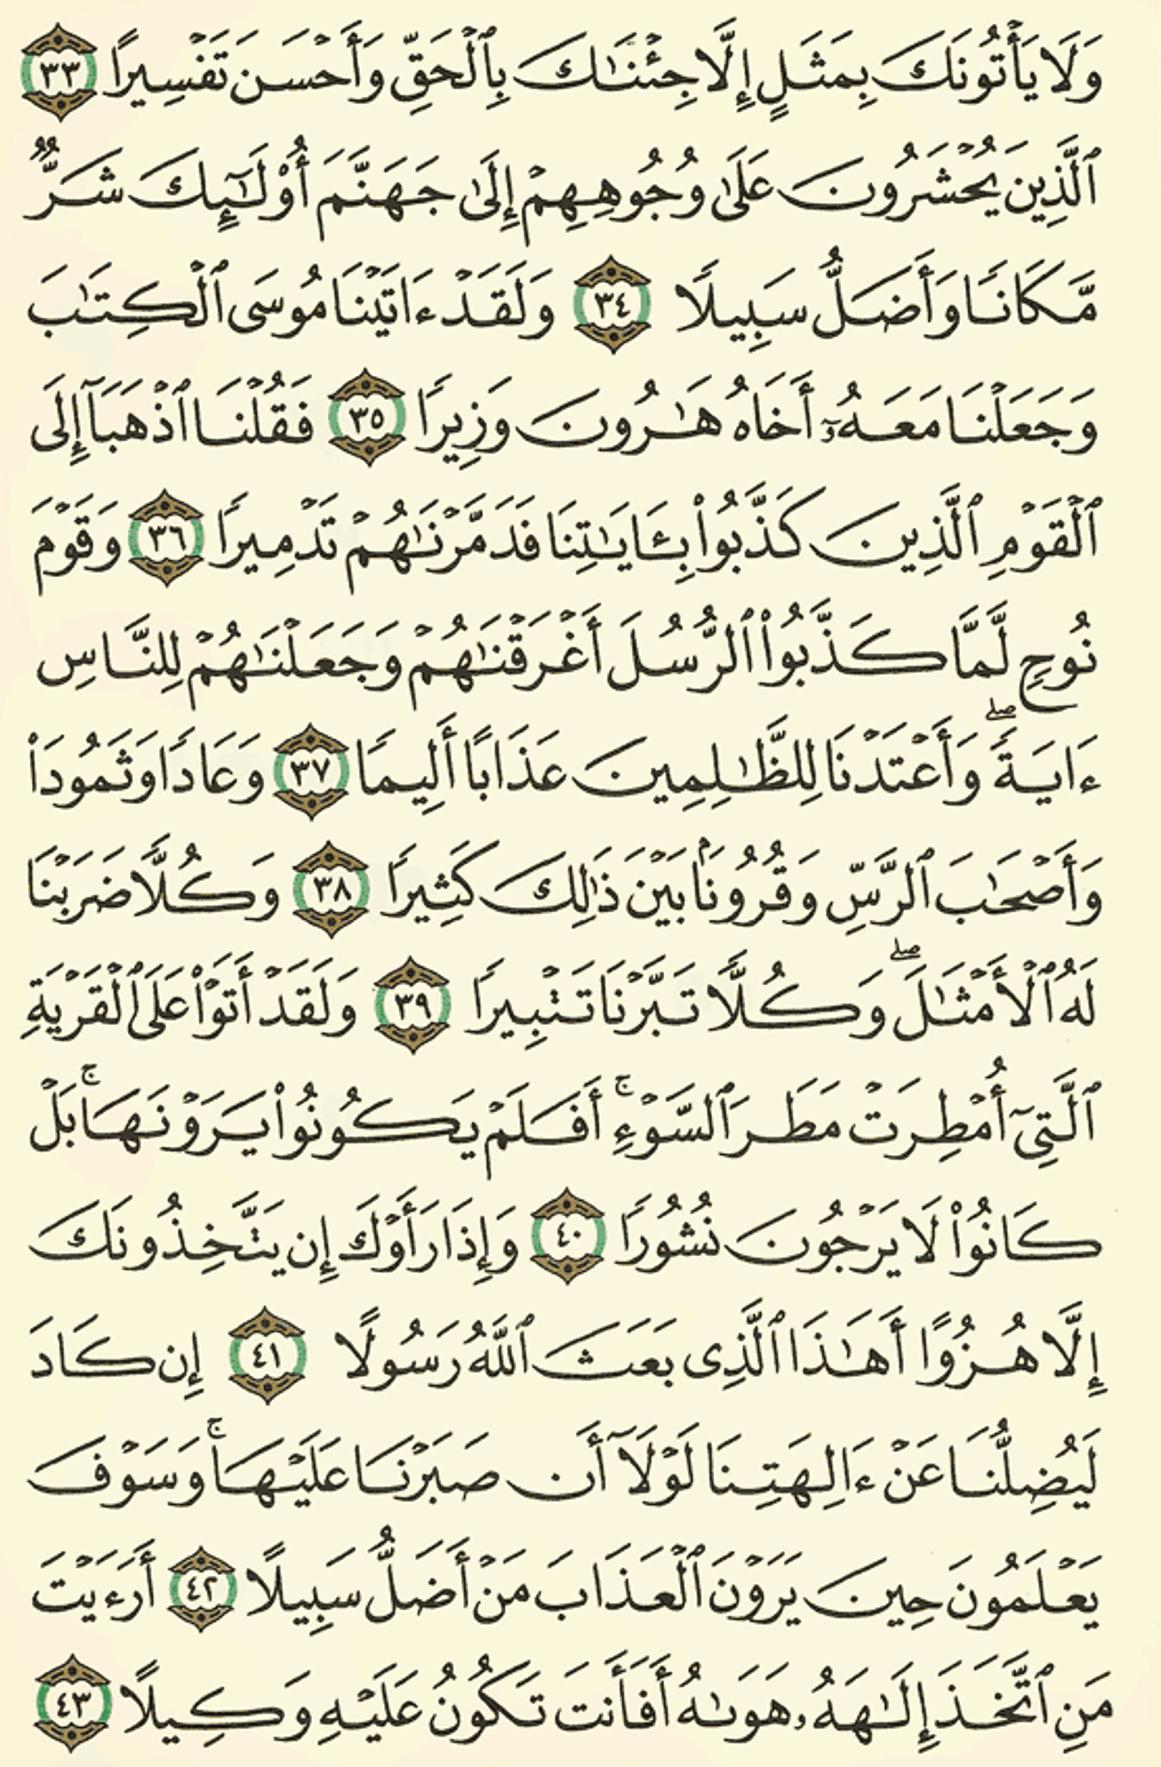 وَلَا يَأْتُونَكَ بِمَثَلٍ إِلَّا جِئْنَٰكَ بِٱلْحَقِّ وَأَحْسَنَ تَفْسِيرًا ٣٣
ٱلَّذِينَ يُحْشَرُونَ عَلَىٰ وُجُوهِهِمْ إِلَىٰ جَهَنَّمَ أُو۟لَٰٓئِكَ شَرٌّ
مَّكَانًا وَأَضَلُّ سَبِيلًا ٣٤ وَلَقَدْ ءَاتَيْنَا مُوسَى ٱلْكِتَٰبَ
وَجَعَلْنَا مَعَهُۥٓ أَخَاهُ هَٰرُونَ وَزِيرًا ٣٥ فَقُلْنَا ٱذْهَبَآ إِلَى
ٱلْقَوْمِ ٱلَّذِينَ كَذَّبُوا۟ بِـَٔايَٰتِنَا فَدَمَّرْنَٰهُمْ تَدْمِيرًا ٣٦ وَقَوْمَ
نُوحٍ لَّمَّا كَذَّبُوا۟ ٱلرُّسُلَ أَغْرَقْنَٰهُمْ وَجَعَلْنَٰهُمْ لِلنَّاسِ
ءَايَةً ۖ وَأَعْتَدْنَا لِلظَّٰلِمِينَ عَذَابًا أَلِيمًا ٣٧ وَعَادًا وَثَمُودَا۟
وَأَصْحَٰبَ ٱلرَّسِّ وَقُرُونًۢا بَيْنَ ذَٰلِكَ كَثِيرًا ٣٨ وَكُلًّا ضَرَبْنَا
لَهُ ٱلْأَمْثَٰلَ ۖ وَكُلًّا تَبَّرْنَا تَتْبِيرًا ٣٩ وَلَقَدْ أَتَوْا۟ عَلَى ٱلْقَرْيَةِ
ٱلَّتِىٓ أُمْطِرَتْ مَطَرَ ٱلسَّوْءِ ۚ أَفَلَمْ يَكُونُوا۟ يَرَوْنَهَا ۚ بَلْ
كَانُوا۟ لَا يَرْجُونَ نُشُورًا ٤٠ وَإِذَا رَأَوْكَ إِن يَتَّخِذُونَكَ
إِلَّا هُزُوًا أَهَٰذَا ٱلَّذِى بَعَثَ ٱللَّهُ رَسُولًا ٤١ إِن كَادَ
لَيُضِلُّنَا عَنْ ءَالِهَتِنَا لَوْلَآ أَن صَبَرْنَا عَلَيْهَا ۚ وَسَوْفَ
يَعْلَمُونَ حِينَ يَرَوْنَ ٱلْعَذَابَ مَنْ أَضَلُّ سَبِيلًا ٤٢ أَرَءَيْتَ
مَنِ ٱتَّخَذَ إِلَٰهَهُۥ هَوَىٰهُ أَفَأَنتَ تَكُونُ عَلَيْهِ وَكِيلًا ٤٣